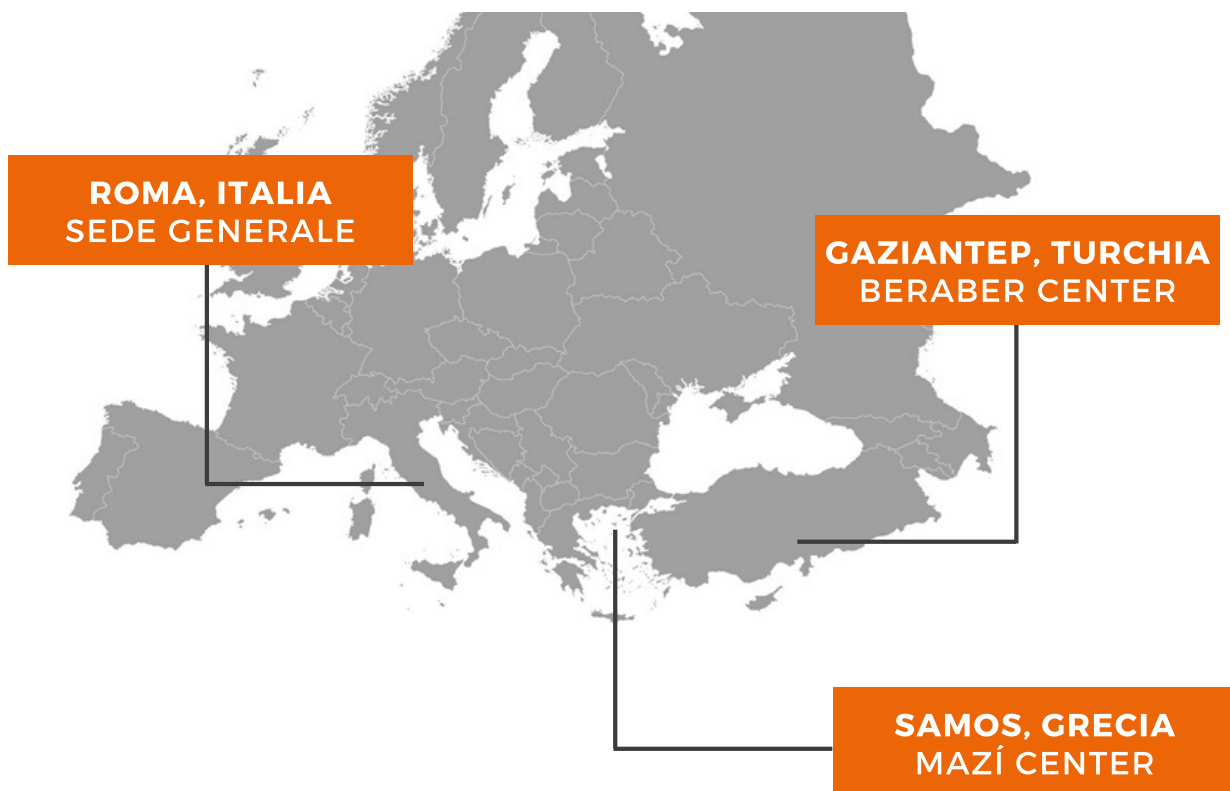 ROMA, ITALIA
SEDE GENERALE
GAZIANTEP, TURCHIA
BERABER CENTER
SAMOS, GRECIA
MAZÍ CENTER